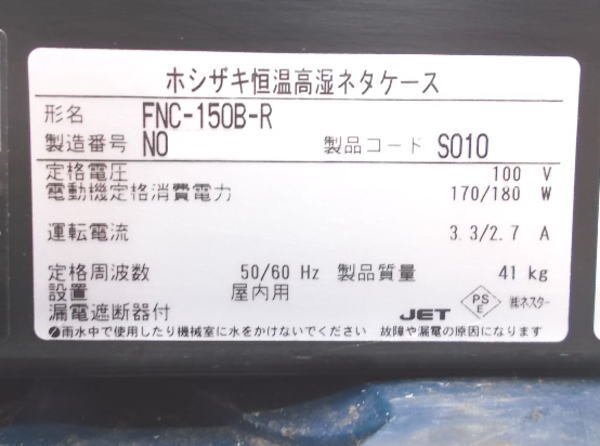 ホシザキ恒温高湿ネタケース
形名 FNC-150B-R
製造番号 NO 製品コード S010
定格電圧 100 V
電動機定格消費電力 170/180 W
運転電流 3.3/2.7 A
定格周波数 50/60 Hz 製品質量 41 kg
設置 屋内用
漏電遮断器付 JET PSE ㈱ネスター
雨水中で使用したり機械室に水をかけないでください 故障や漏電の原因になります